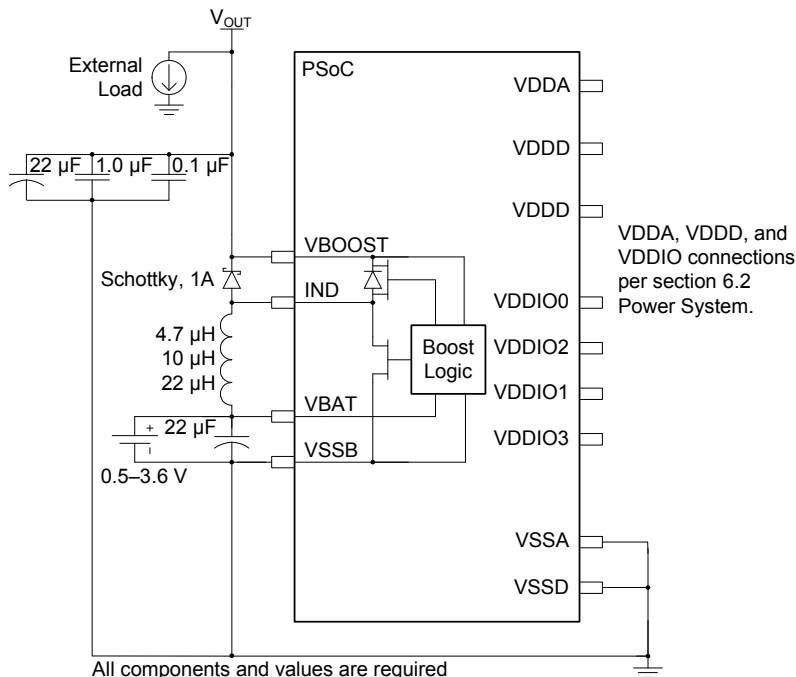 VOUT
External
Load
PSoC
VDDA
VDDD
VDDD
22 µF 1.0 µF 0.1 µF
VDDA, VDDD, and
VDDIO connections
per section 6.2
Power System.
VBOOST
Schottky, 1A
IND
VDDIO0
4.7 µH
10 µH
22 µH
Boost
Logic
VDDIO2
VDDIO1
VBAT
22 µF
+
-
VDDIO3
VSSB
0.5–3.6 V
VSSA
VSSD
All components and values are required